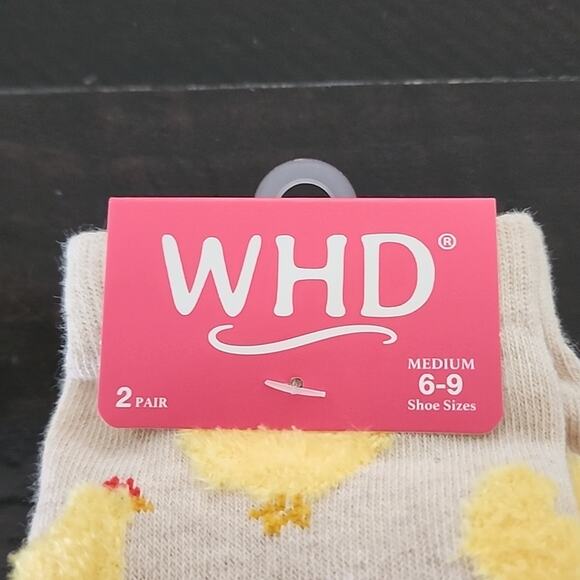 WHD®
2 PAIR
MEDIUM
6-9
Shoe Sizes